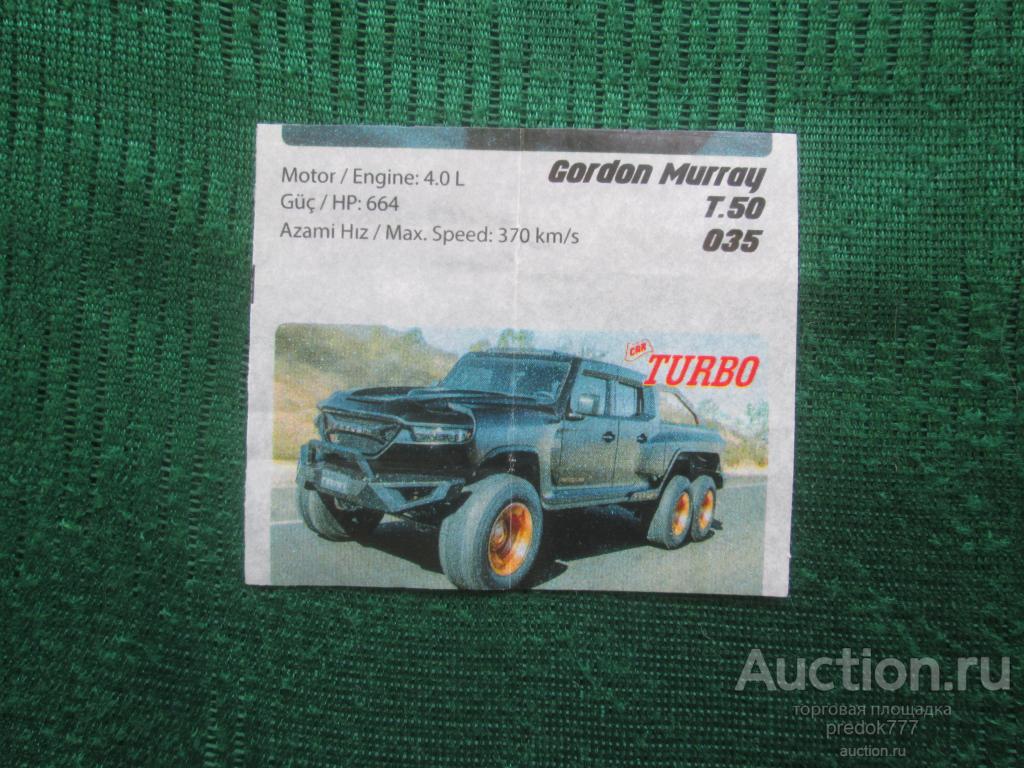 Motor / Engine: 4.0 L
Güç / HP: 664
Azami Hız / Max. Speed: 370 km/s
Gordon Murray
T.50
035
CAR
TURBO
Auction.ru
торговая площадка
predok777
auction.ru